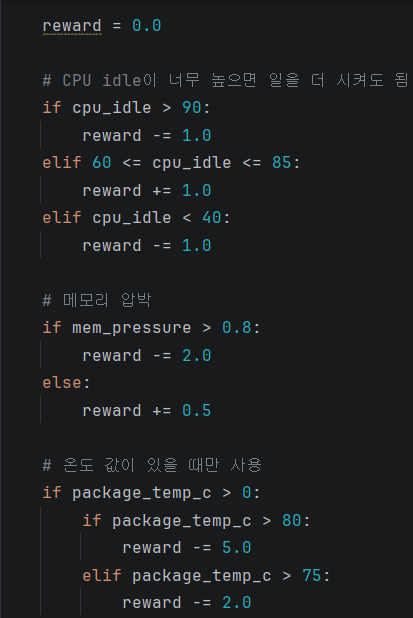 reward = 0.0
# CPU idle이 너무 높으면 일을 더 시켜도 됨
if cpu_idle > 90:
reward -= 1.0
elif 60 <= cpu_idle <= 85:
reward += 1.0
elif cpu_idle < 40:
reward -= 1.0
# 메모리 압박
if mem_pressure > 0.8:
reward -= 2.0
else:
reward += 0.5
# 온도 값이 있을 때만 사용
if package_temp_c > 0:
if package_temp_c > 80:
reward -= 5.0
elif package_temp_c > 75:
reward -= 2.0